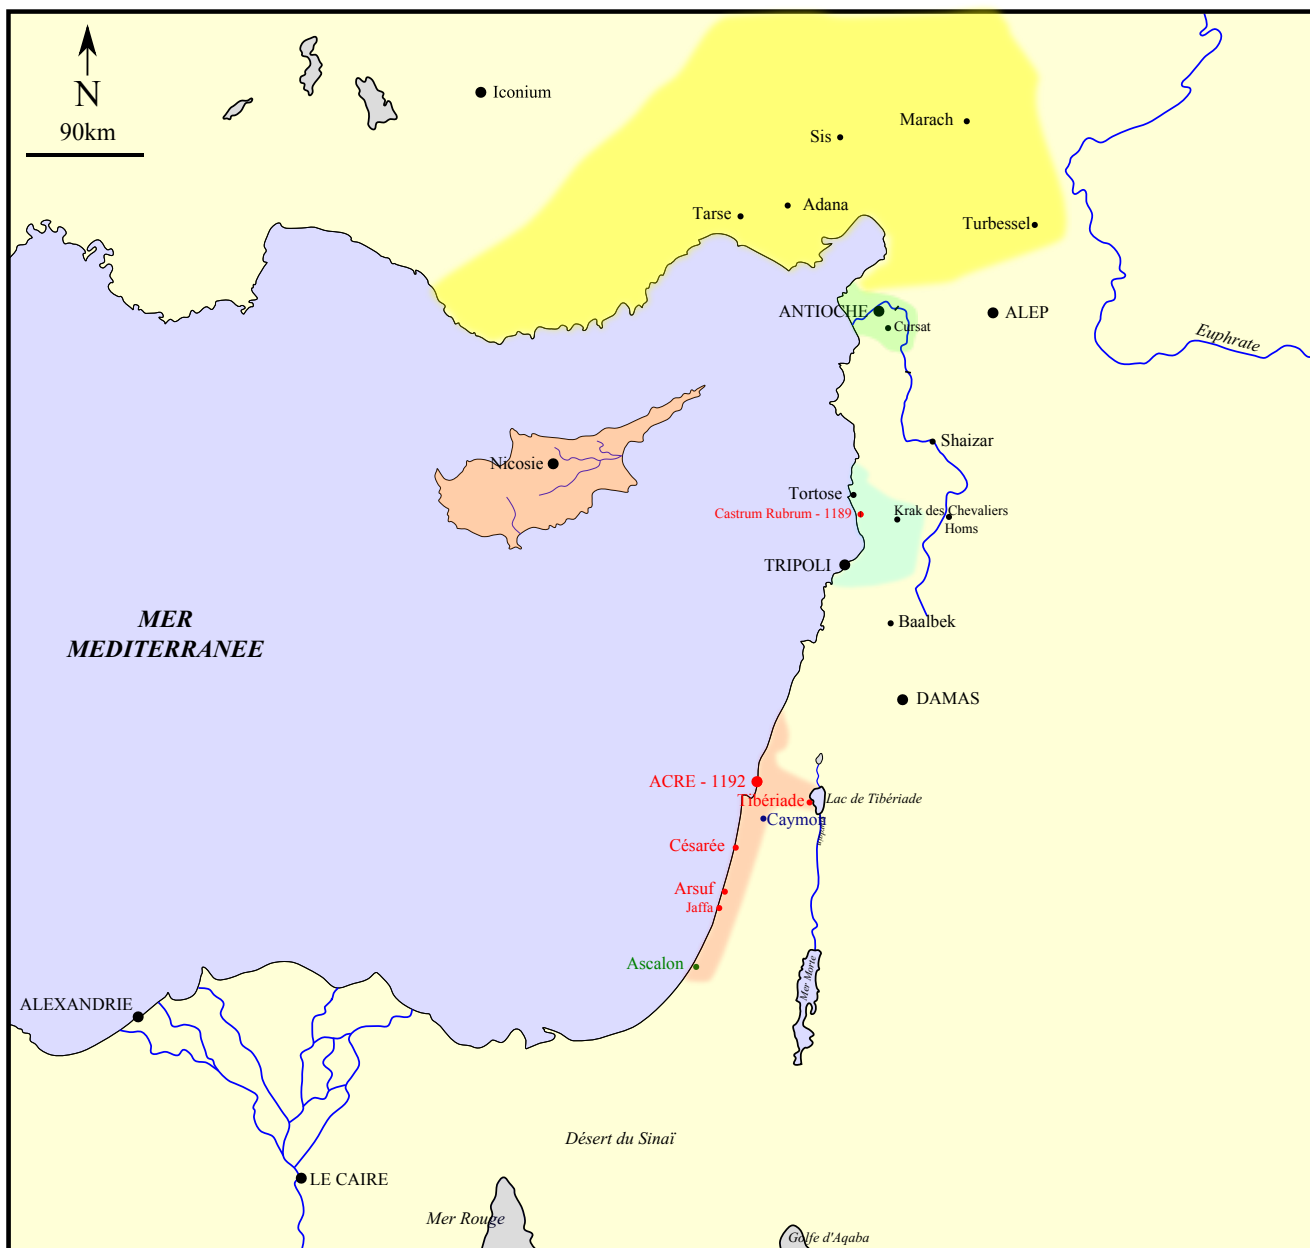 N
90km
Iconium
Marach
Sis
Adana
Tarse
Turbessel
ANTIOCHE
ALEP
Cursat
Euphrate
Shaizar
Nicosie
Tortose
Castrum Rubrum - 1189
Krak des Chevaliers
Homs
TRIPOLI
MER
MEDITERRANEE
Baalbek
DAMAS
ACRE - 1192
Tibériade
Lac de Tibériade
Caymon
Césarée
Arsuf
Jaffa
Ascalon
Mer Morte
ALEXANDRIE
Désert du Sinaï
LE CAIRE
Mer Rouge
Golfe d'Aqaba